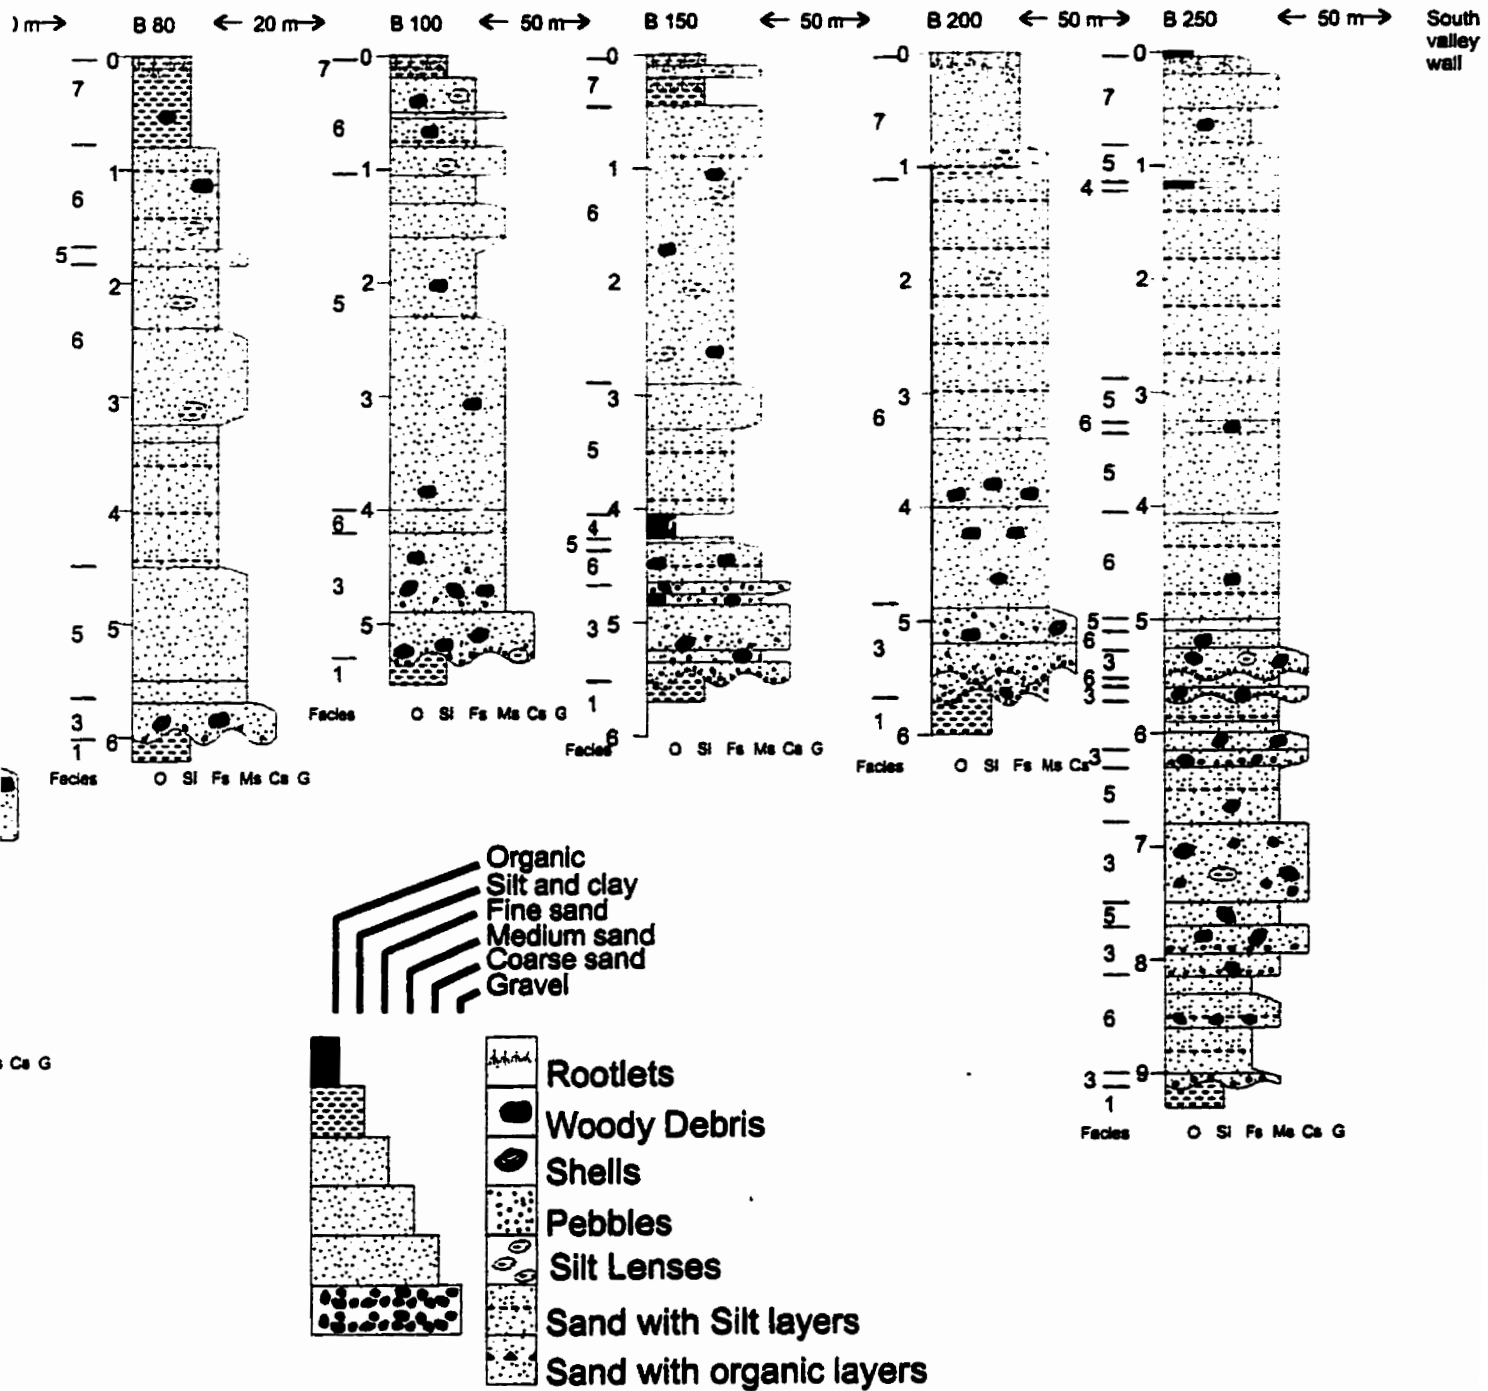 ) m
B 80
20 m
B 100
50 m
B 150
50 m
B 200
50 m
B 250
50 m
South
valley
wall
0
7
1
6
5
2
6
3
4
5
5
3
1
6
Facies
O Si Fs Ms Cs G
7
0
6
1
2
5
3
4
6
3
5
1
Facies
O Si Fs Ms Cs G
0
7
1
6
2
3
5
4
4
5
6
3
5
1
6
Facies
O Si Fs Ms Cs G
0
7
1
2
3
6
4
5
3
1
6
Facies
O Si Fs Ms Cs
0
7
5
1
4
2
3
5
6
5
4
6
5
5
6
3
6
3
6
3
5
7
3
5
3
8
6
3
9
1
Facies
O Si Fs Ms Cs G
Cs G
Organic
Silt and clay
Fine sand
Medium sand
Coarse sand
Gravel
Rootlets
Woody Debris
Shells
Pebbles
Silt Lenses
Sand with Silt layers
Sand with organic layers